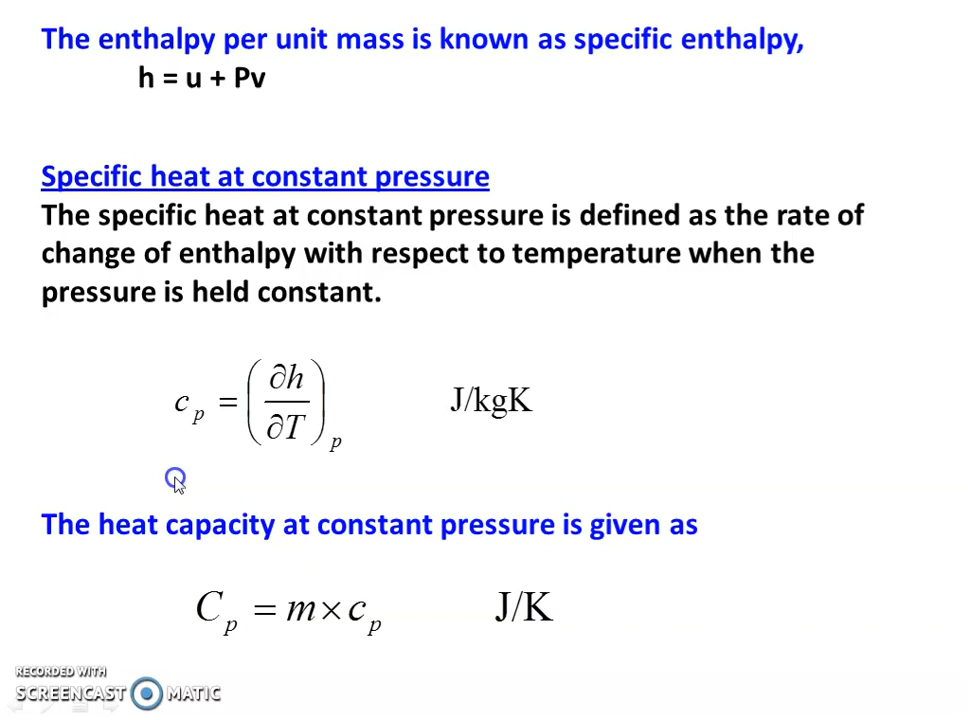 The enthalpy per unit mass is known as specific enthalpy,
h = u + Pv
Specific heat at constant pressure
The specific heat at constant pressure is defined as the rate of
change of enthalpy with respect to temperature when the
pressure is held constant.
c_p = (∂h/∂T)_p J/kgK
The heat capacity at constant pressure is given as
C_p = m × c_p J/K
RECORDED WITH
SCREENCAST MATIC